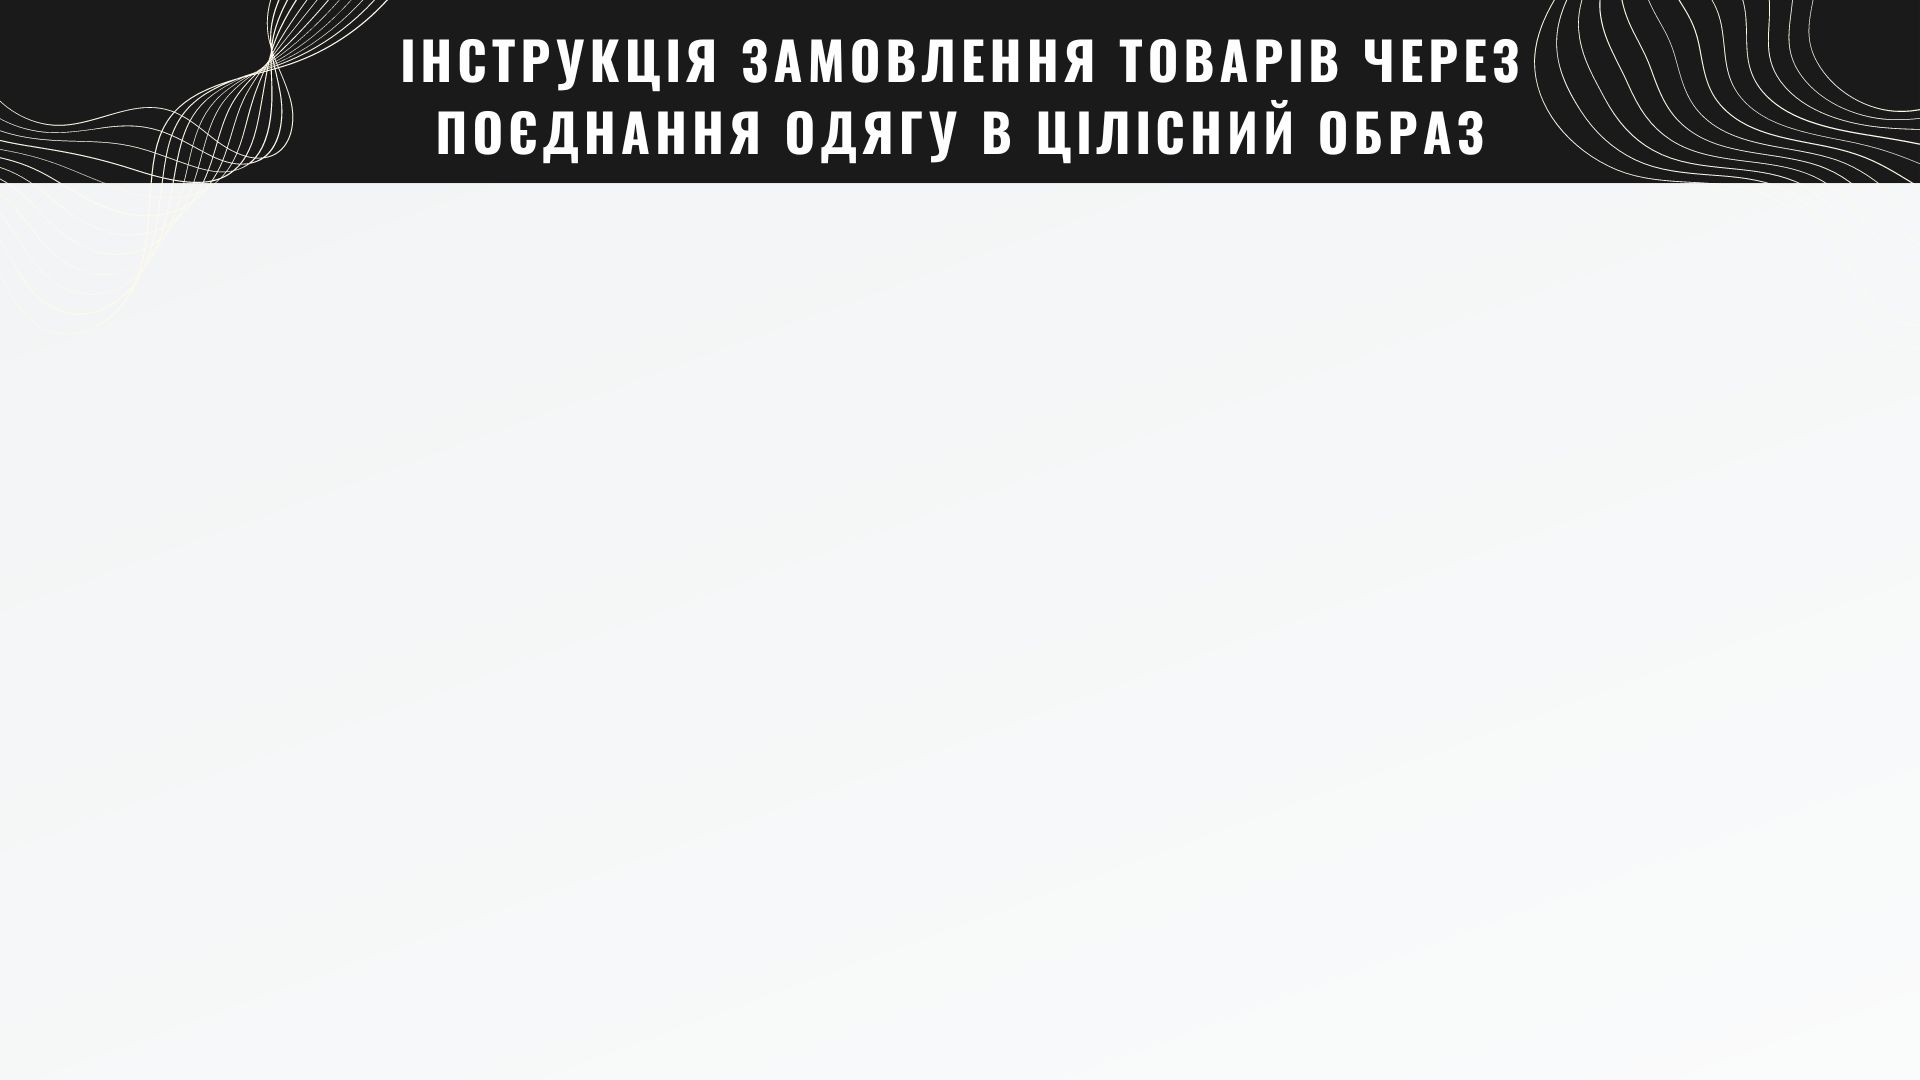 ІНСТРУКЦІЯ ЗАМОВЛЕННЯ ТОВАРІВ ЧЕРЕЗ
ПОЄДНАННЯ ОДЯГУ В ЦІЛІСНИЙ ОБРАЗ